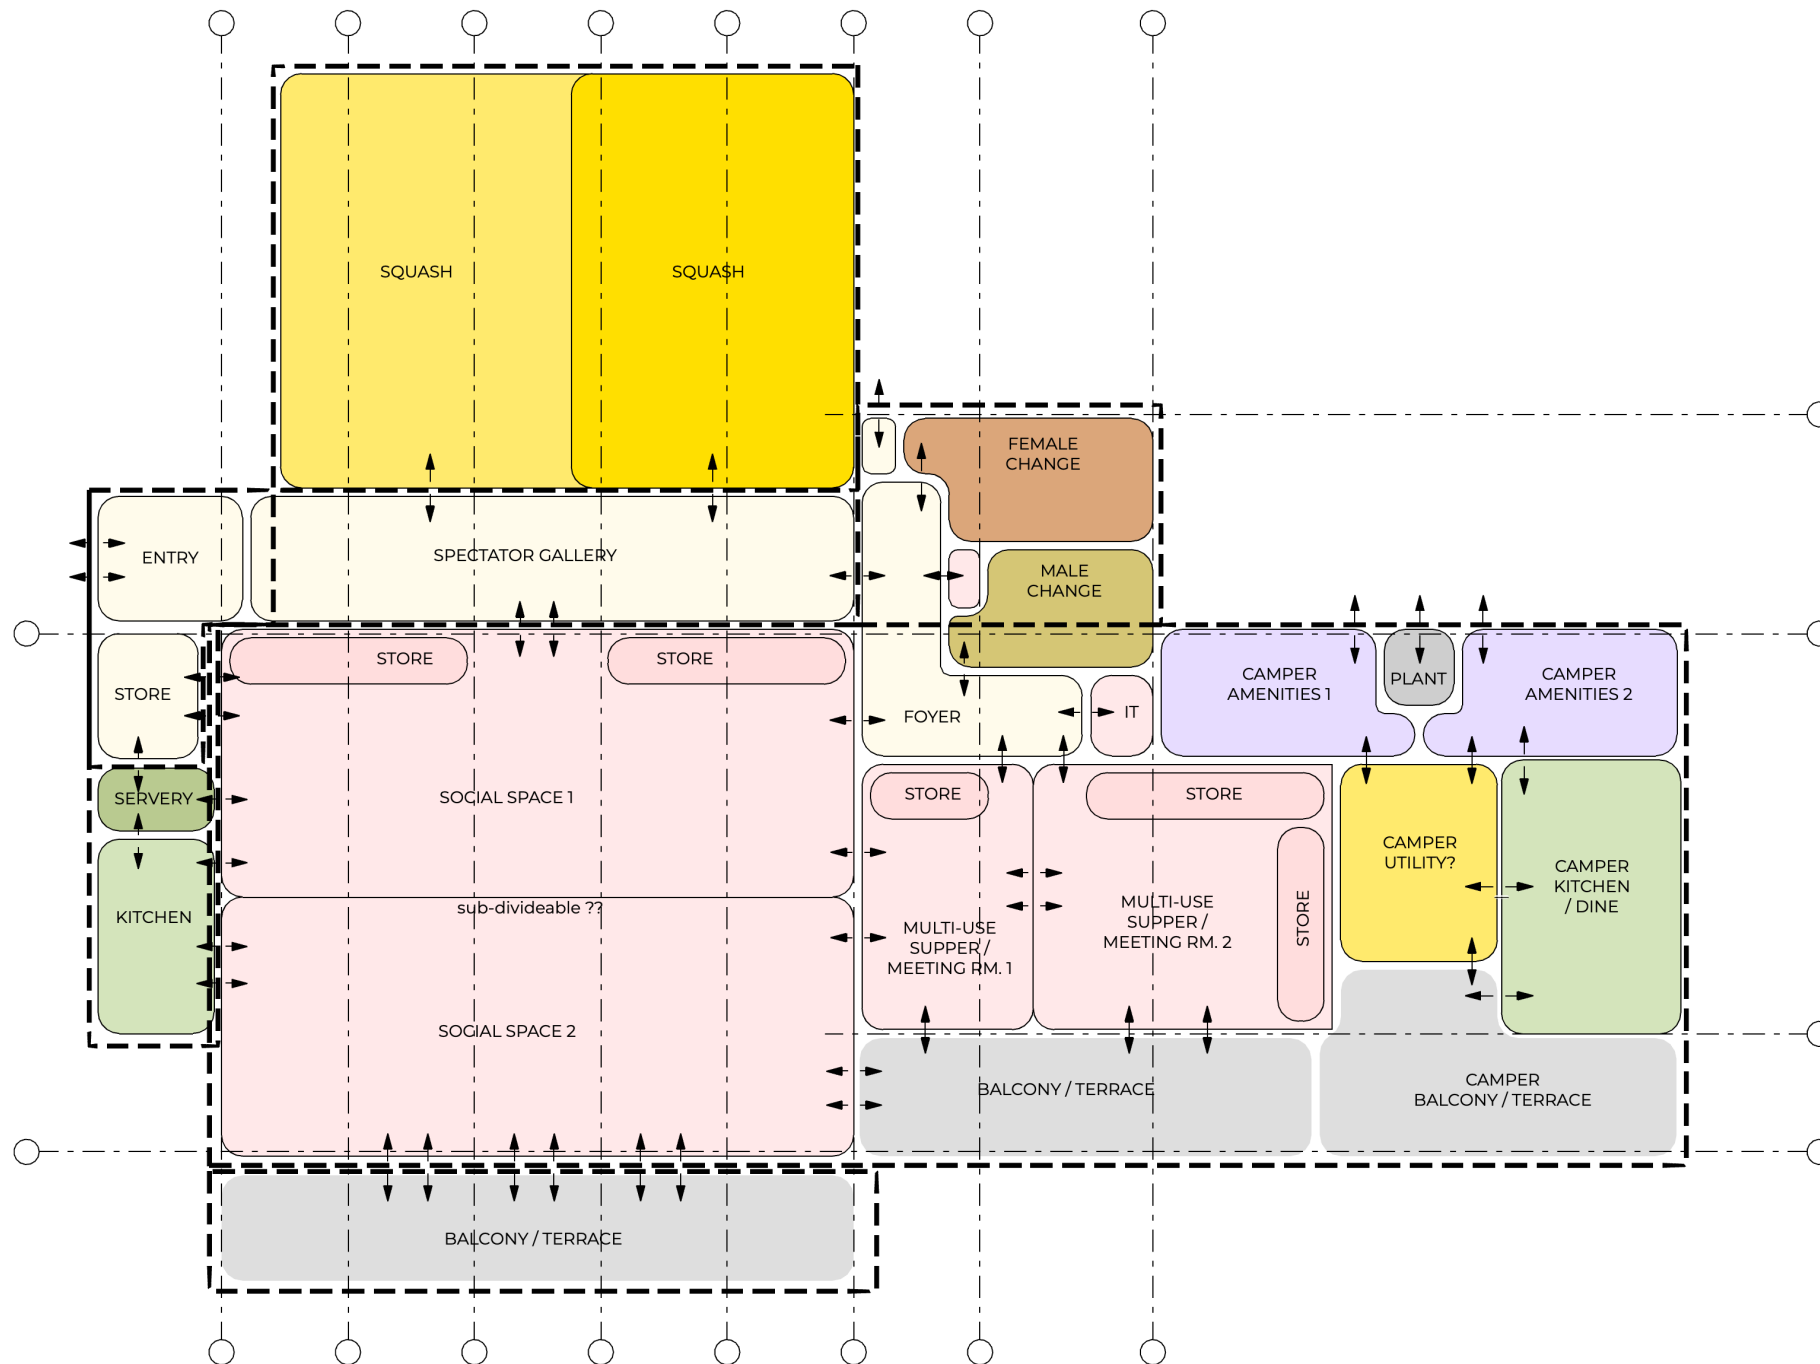 SQUASH
SQUASH
FEMALE
CHANGE
ENTRY
SPECTATOR GALLERY
MALE
CHANGE
STORE
STORE
STORE
FOYER
IT
CAMPER
AMENITIES 1
PLANT
CAMPER
AMENITIES 2
SERVERY
SOCIAL SPACE 1
STORE
STORE
CAMPER
UTILITY?
CAMPER
KITCHEN
/ DINE
KITCHEN
sub-divideable ??
MULTI-USE
SUPPER /
MEETING RM. 1
MULTI-USE
SUPPER /
MEETING RM. 2
STORE
SOCIAL SPACE 2
BALCONY / TERRACE
CAMPER
BALCONY / TERRACE
BALCONY / TERRACE